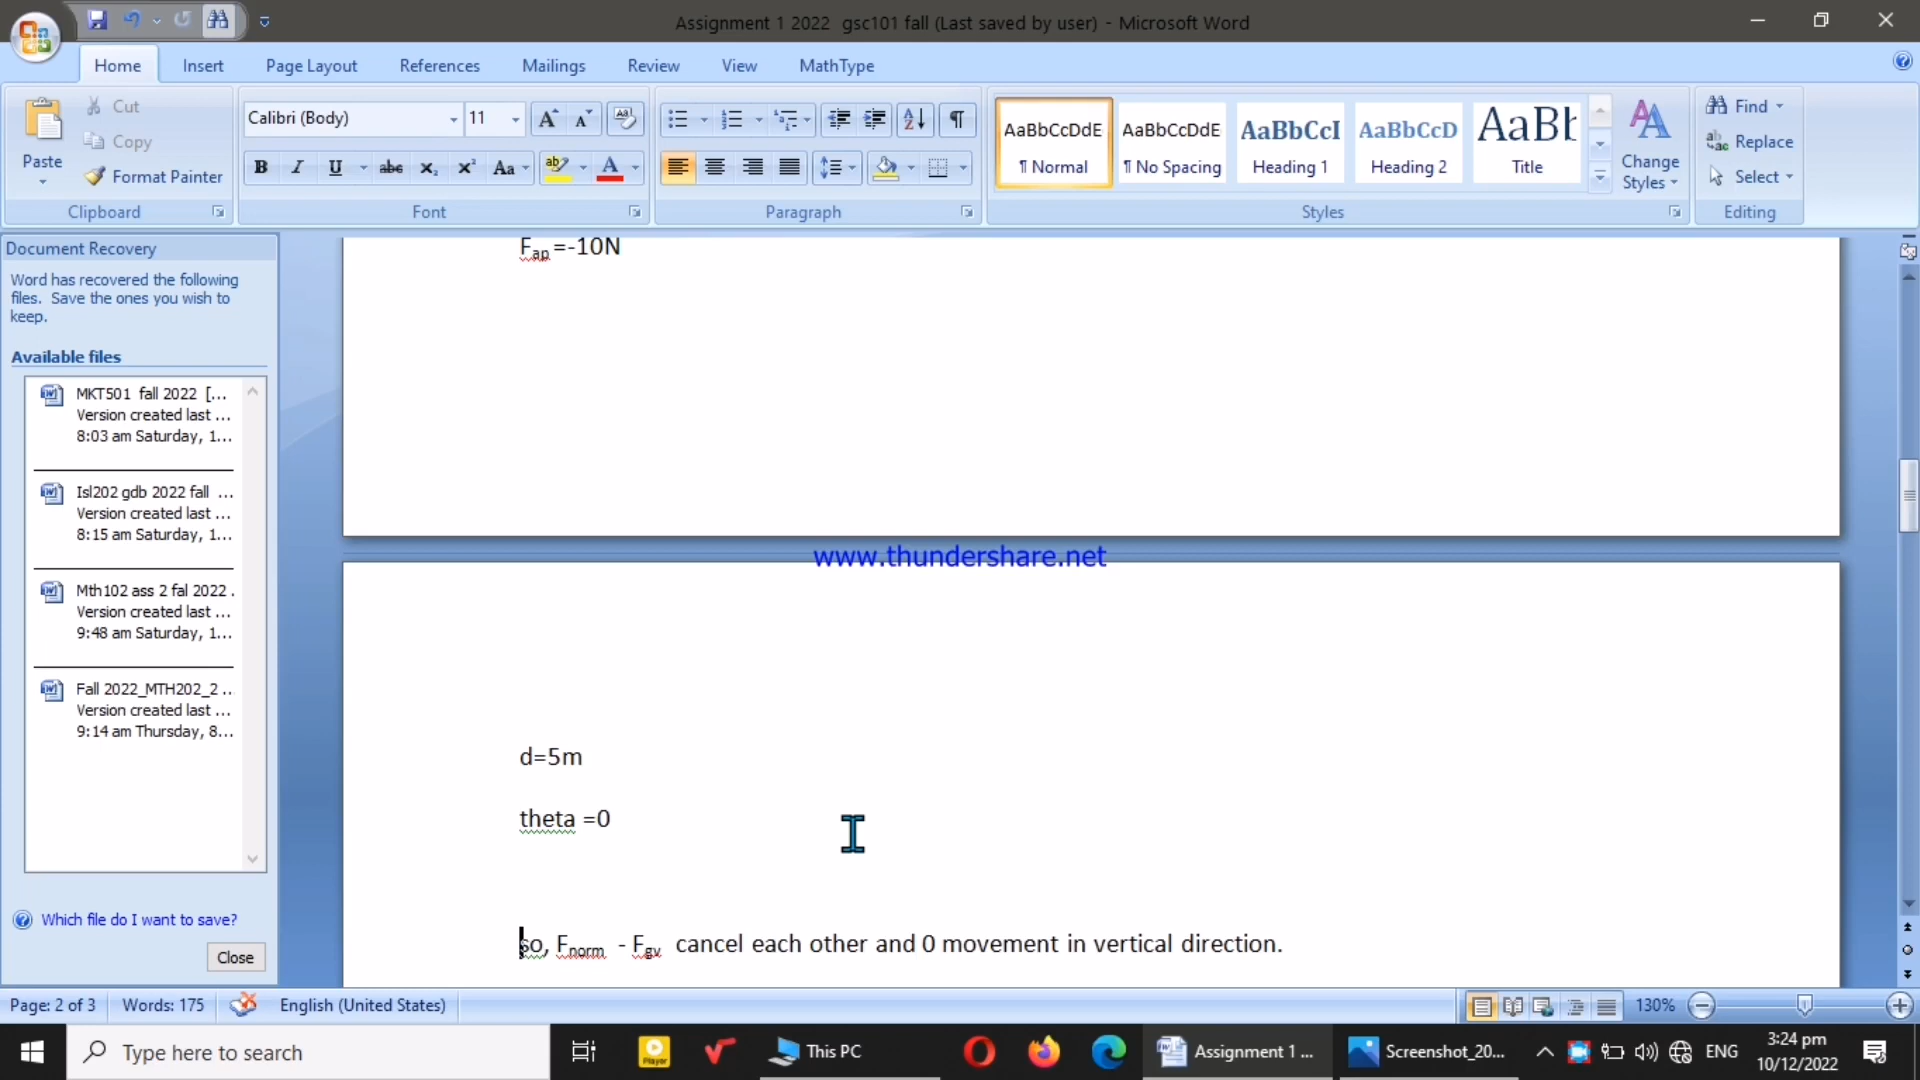 Assignment 1 2022 gsc101 fall (Last saved by user) - Microsoft Word
Home
Insert
Page Layout
References
Mailings
Review
View
MathType
Paste
Cut
Copy
Format Painter
Clipboard
Calibri (Body)
11
Font
Paragraph
AaBbCcDdE
¶ Normal
AaBbCcDdE
¶ No Spacing
AaBbCcI
Heading 1
AaBbCcD
Heading 2
AaBt
Title
Change
Styles
Styles
Find
Replace
Select
Editing
Document Recovery
Word has recovered the following
files. Save the ones you wish to
keep.
Available files
MKT501 fall 2022 [...
Version created last ...
8:03 am Saturday, 1...
Isl202 gdb 2022 fall ...
Version created last ...
8:15 am Saturday, 1...
Mth102 ass 2 fal 2022 .
Version created last ...
9:48 am Saturday, 1...
Fall 2022_MTH202_2 ...
Version created last ...
9:14 am Thursday, 8...
Which file do I want to save?
Close
Fap =-10N
www.thundershare.net
d=5m
theta =0
so, Fnorm - Fgv cancel each other and 0 movement in vertical direction.
Page: 2 of 3
Words: 175
English (United States)
130%
Type here to search
Player
This PC
Assignment 1 ...
Screenshot_20...
ENG
3:24 pm
10/12/2022